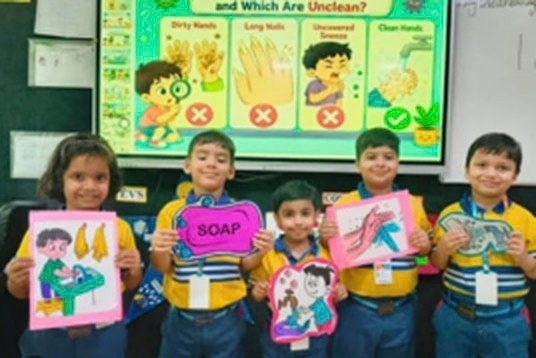 and Which Are Unclean?
Dirty Hands
Long Nails
Uncovered
Sneeze
Clean Hands
SOAP
EVS